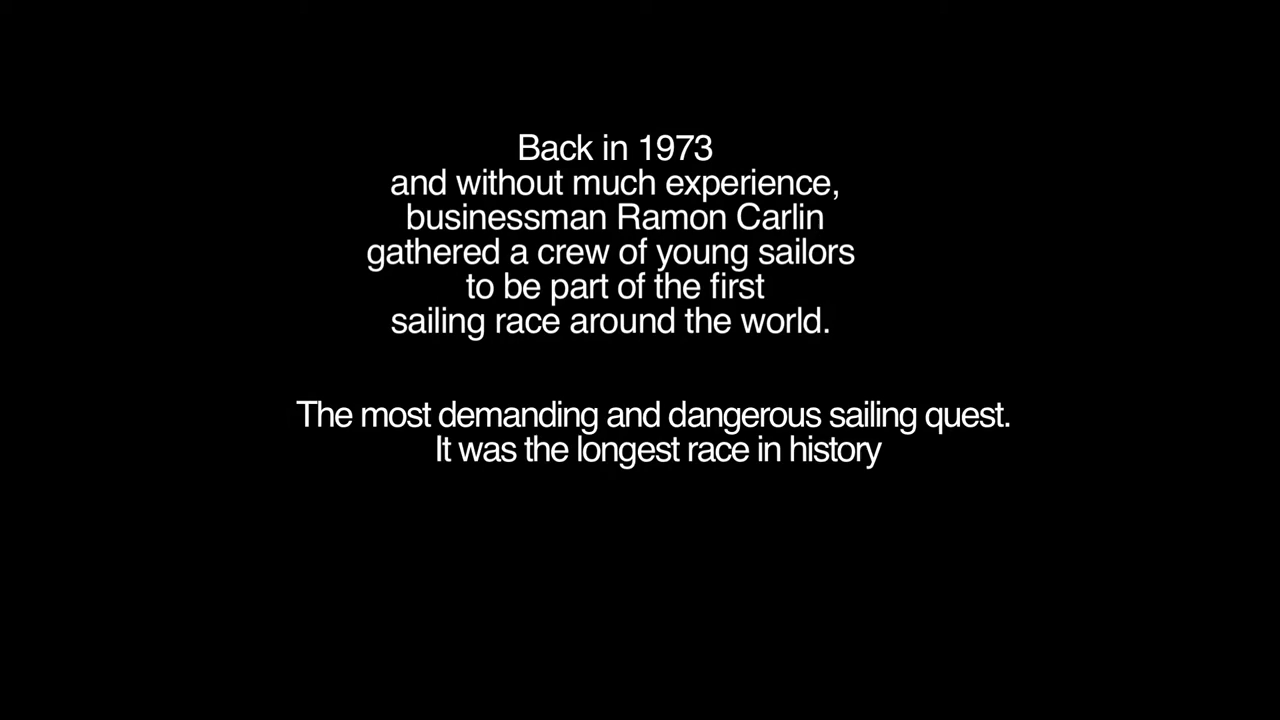 Back in 1973
and without much experience,
businessman Ramon Carlin
gathered a crew of young sailors
to be part of the first
sailing race around the world.
The most demanding and dangerous sailing quest.
It was the longest race in history